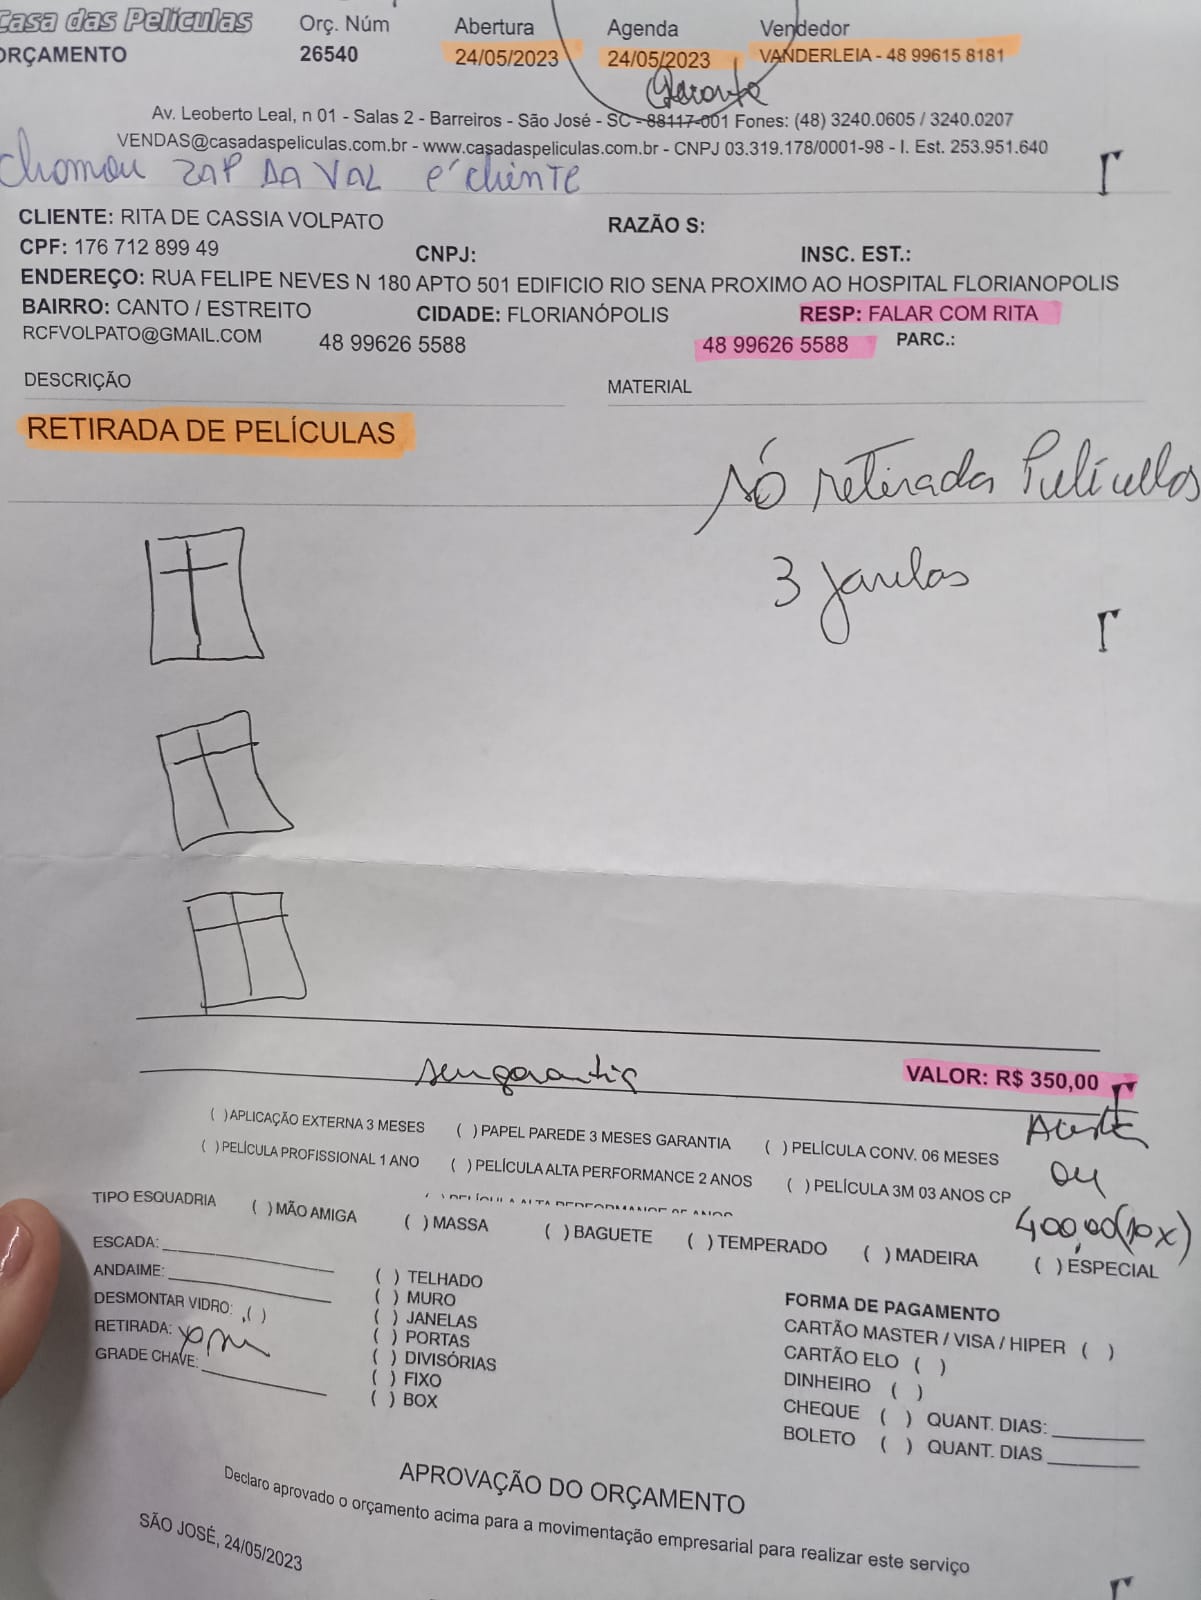 Casa das Películas Orç. Núm Abertura Agenda Vendedor
ORÇAMENTO 26540 24/05/2023 24/05/2023 VANDERLEIA - 48 99615 8181
Gerente
Av. Leoberto Leal, n 01 - Salas 2 - Barreiros - São José - SC - 88117-001 Fones: (48) 3240.0605 / 3240.0207
VENDAS@casadaspeliculas.com.br - www.casadaspeliculas.com.br - CNPJ 03.319.178/0001-98 - I. Est. 253.951.640
Chamou ZAP DA VAL é cliente
CLIENTE: RITA DE CASSIA VOLPATO RAZÃO S:
CPF: 176 712 899 49 CNPJ: INSC. EST.:
ENDEREÇO: RUA FELIPE NEVES N 180 APTO 501 EDIFICIO RIO SENA PROXIMO AO HOSPITAL FLORIANOPOLIS
BAIRRO: CANTO / ESTREITO CIDADE: FLORIANÓPOLIS RESP: FALAR COM RITA
RCFVOLPATO@GMAIL.COM 48 99626 5588 48 99626 5588 PARC.:
DESCRIÇÃO MATERIAL
RETIRADA DE PELÍCULAS
só retirada Películas
3 janelas
sem garantia VALOR: R$ 350,00
( ) APLICAÇÃO EXTERNA 3 MESES ( ) PAPEL PAREDE 3 MESES GARANTIA ( ) PELÍCULA CONV. 06 MESES
( ) PELÍCULA PROFISSIONAL 1 ANO ( ) PELÍCULA ALTA PERFORMANCE 2 ANOS ( ) PELÍCULA 3M 03 ANOS CP
ou
400,00 (10x)
TIPO ESQUADRIA ( ) MÃO AMIGA ( ) MASSA ( ) BAGUETE ( ) TEMPERADO ( ) MADEIRA ( ) ESPECIAL
ESCADA:
ANDAIME:
DESMONTAR VIDRO: ( )
RETIRADA:
GRADE CHAVE:
( ) TELHADO
( ) MURO
( ) JANELAS
( ) PORTAS
( ) DIVISÓRIAS
( ) FIXO
( ) BOX
FORMA DE PAGAMENTO
CARTÃO MASTER / VISA / HIPER ( )
CARTÃO ELO ( )
DINHEIRO ( )
CHEQUE ( ) QUANT. DIAS:
BOLETO ( ) QUANT. DIAS
APROVAÇÃO DO ORÇAMENTO
Declaro aprovado o orçamento acima para a movimentação empresarial para realizar este serviço
SÃO JOSÉ, 24/05/2023